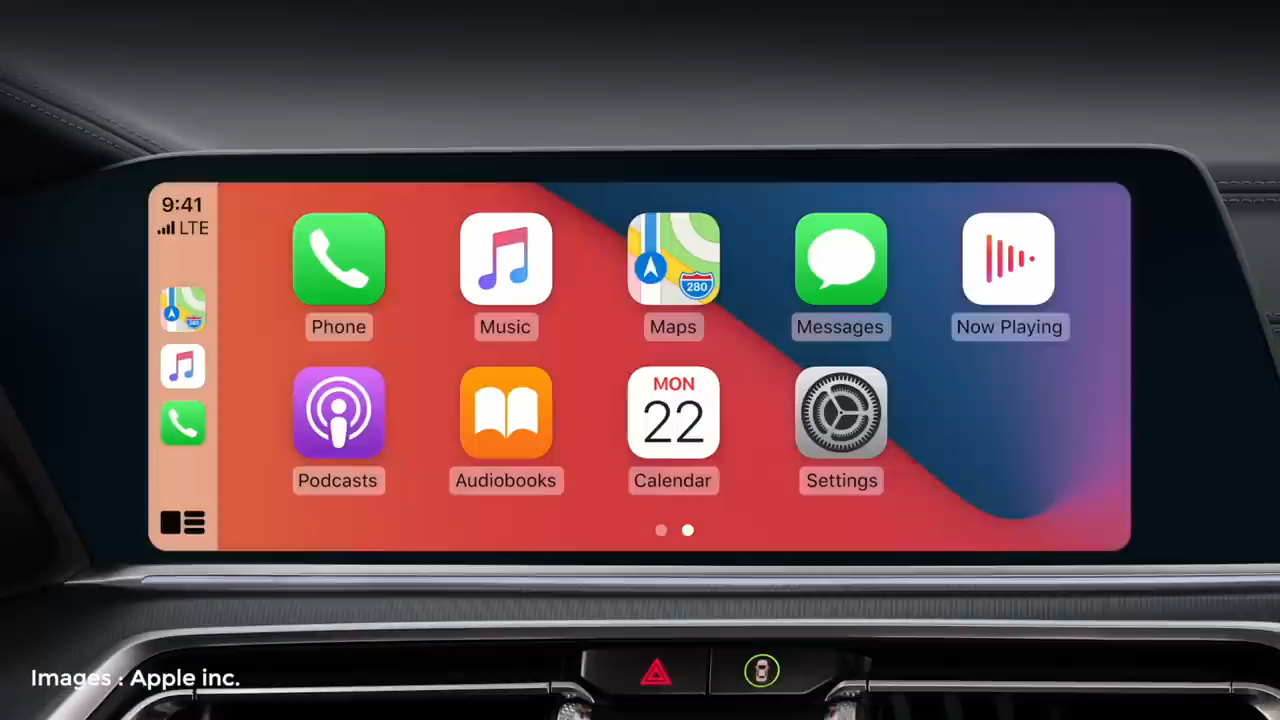 9:41
LTE
280
Phone
Music
280
Maps
Messages
Now Playing
MON
22
Podcasts
Audiobooks
Calendar
Settings
Images : Apple inc.